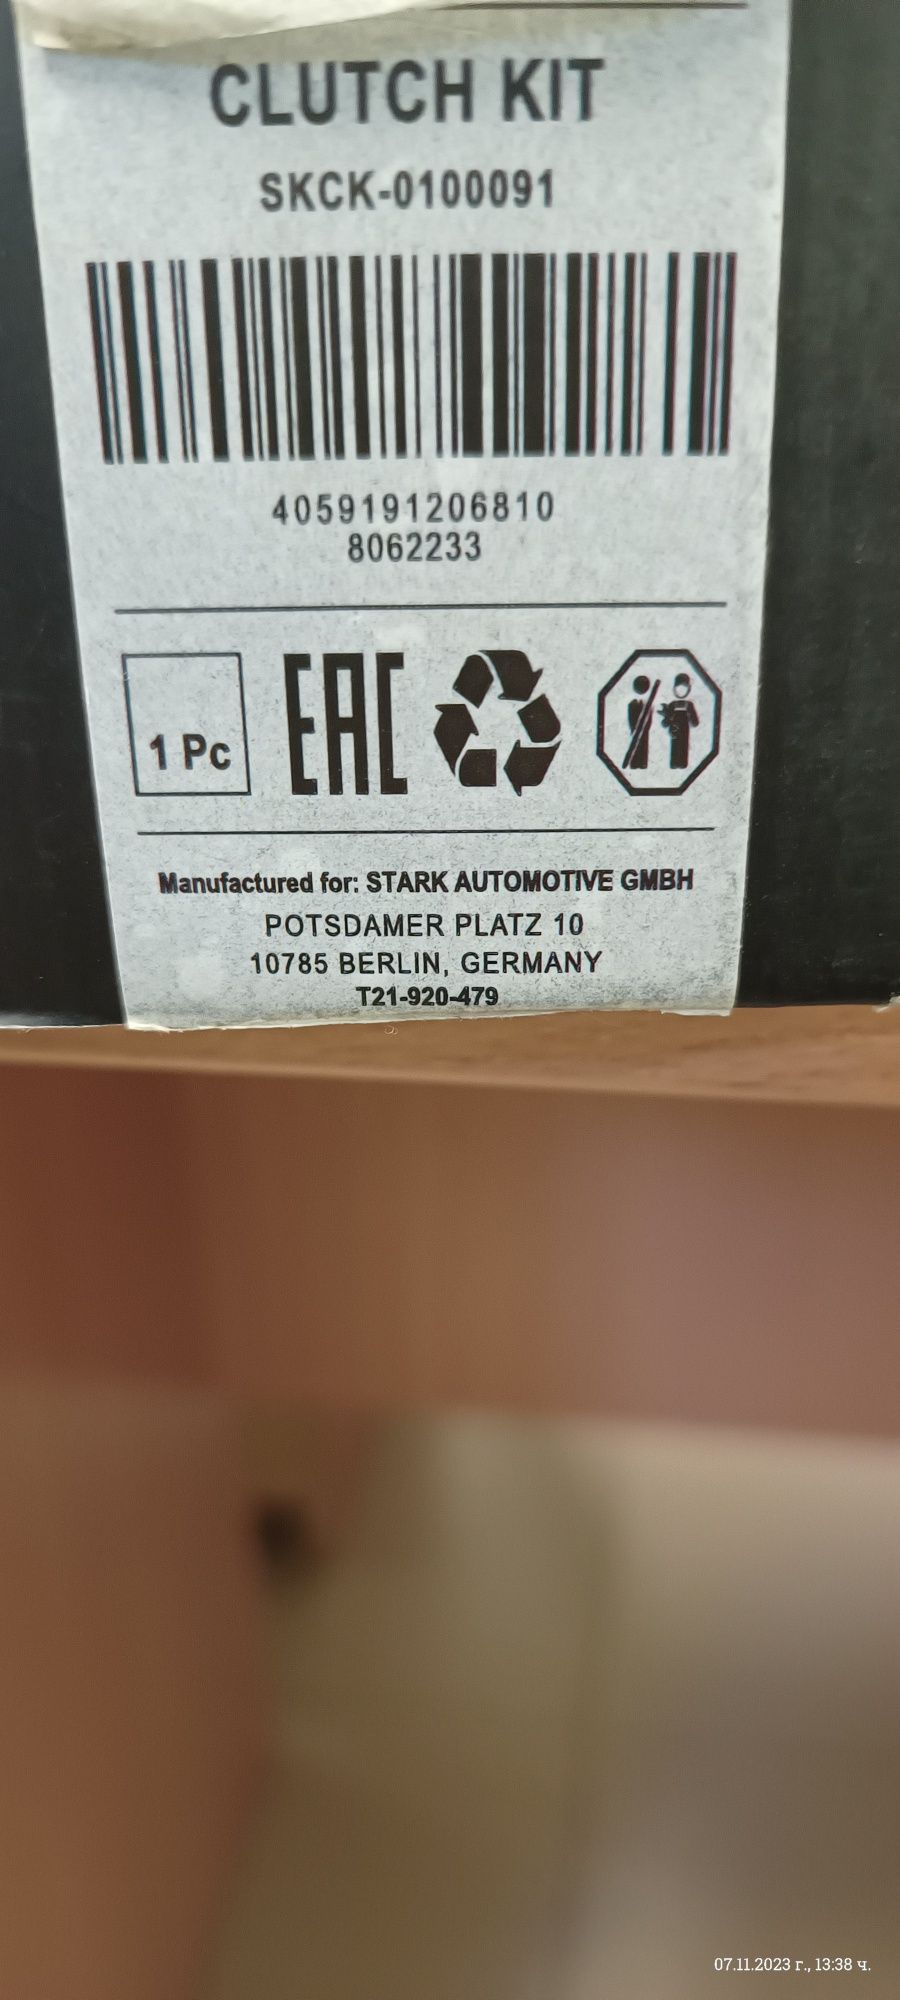 CLUTCH KIT
SKCK-0100091
4059191206810
8062233
1 Pc
EAC
Manufactured for: STARK AUTOMOTIVE GMBH
POTSDAMER PLATZ 10
10785 BERLIN, GERMANY
T21-920-479
07.11.2023 г., 13:38 ч.